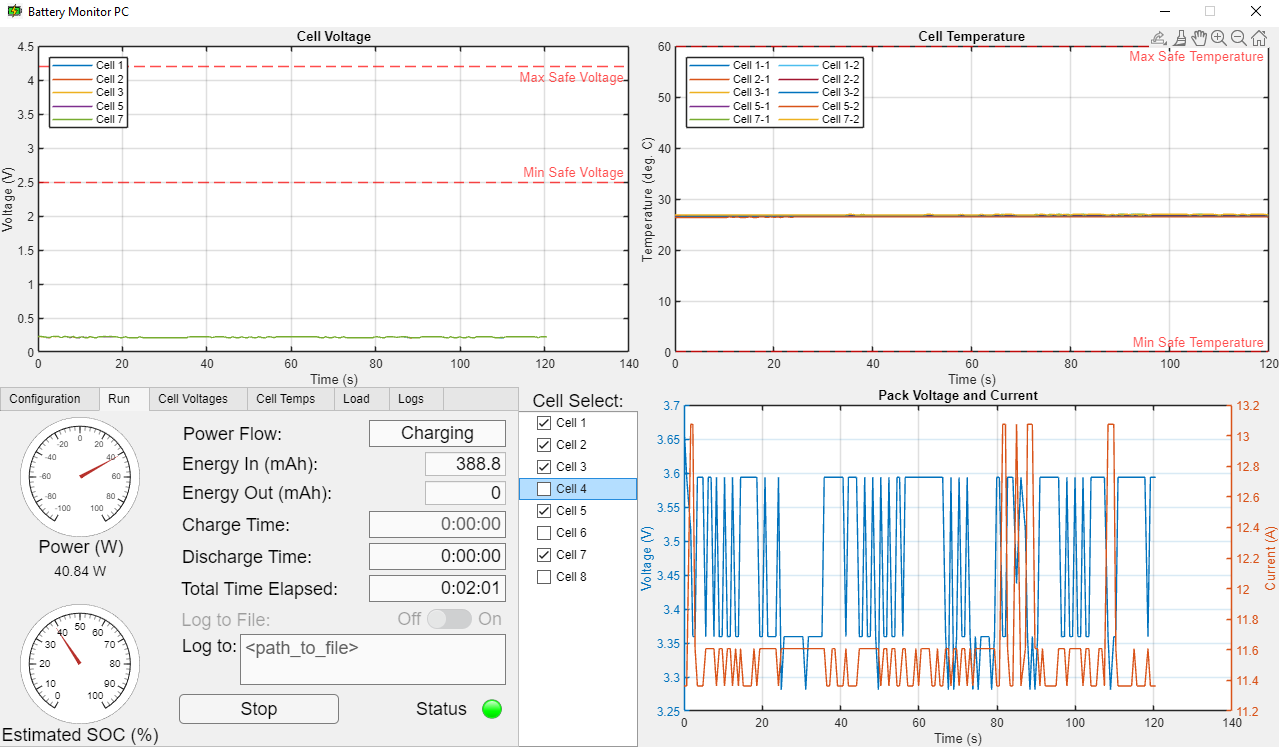 Battery Monitor PC
Cell Voltage
4.5
4
3.5
3
2.5
2
1.5
1
0.5
0
Voltage (V)
Cell 1
Cell 2
Cell 3
Cell 5
Cell 7
Max Safe Voltage
Min Safe Voltage
0 20 40 60 80 100 120 140
Time (s)
Cell Temperature
60
50
40
30
20
10
0
Temperature (deg. C)
Cell 1-1 Cell 1-2
Cell 2-1 Cell 2-2
Cell 3-1 Cell 3-2
Cell 5-1 Cell 5-2
Cell 7-1 Cell 7-2
Max Safe Temperature
Min Safe Temperature
0 20 40 60 80 100 120
Time (s)
Configuration Run Cell Voltages Cell Temps Load Logs
-100 -80 -60 -40 -20 0 20 40 60 80 100
Power (W)
40.84 W
0 10 20 30 40 50 60 70 80 90 100
Estimated SOC (%)
Power Flow: Charging
Energy In (mAh): 388.8
Energy Out (mAh): 0
Charge Time: 0:00:00
Discharge Time: 0:00:00
Total Time Elapsed: 0:02:01
Log to File: Off On
Log to: <path_to_file>
Stop
Status
Cell Select:
Cell 1
Cell 2
Cell 3
Cell 4
Cell 5
Cell 6
Cell 7
Cell 8
Pack Voltage and Current
3.7
3.65
3.6
3.55
3.5
3.45
3.4
3.35
3.3
3.25
Voltage (V)
13.2
13
12.8
12.6
12.4
12.2
12
11.8
11.6
11.4
11.2
Current (A)
0 20 40 60 80 100 120 140
Time (s)